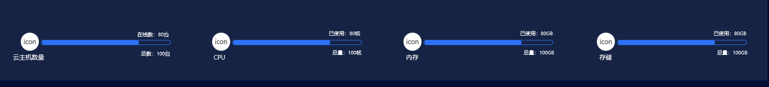 在线数：80台
icon
总数：100台
云主机数量
已使用：80核
icon
总量：100核
CPU
已使用：80GB
icon
总量：100GB
内存
已使用：80GB
icon
总量：100GB
存储